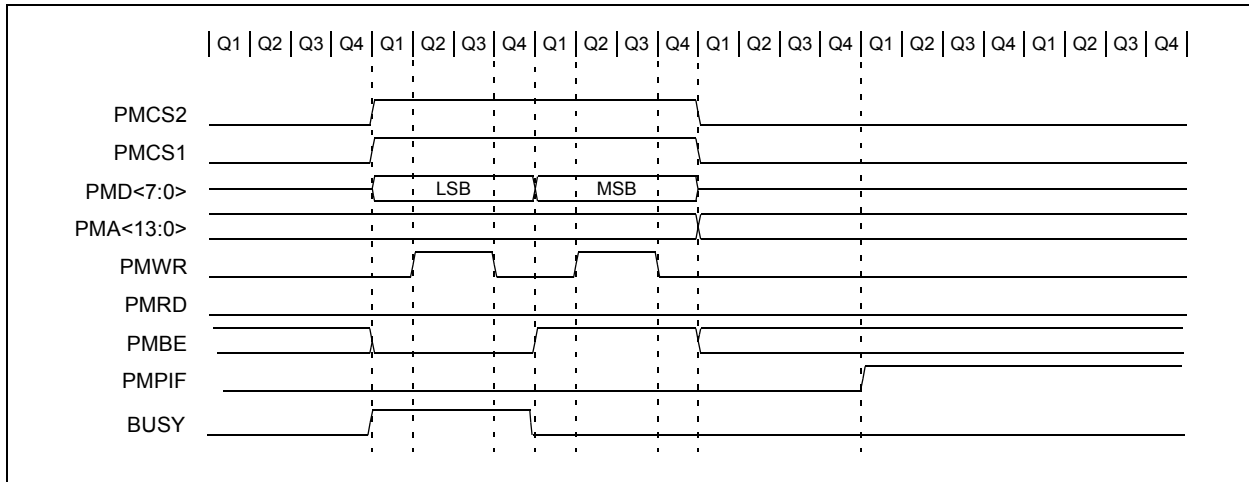 Q1 Q2 Q3 Q4 Q1 Q2 Q3 Q4 Q1 Q2 Q3 Q4 Q1 Q2 Q3 Q4 Q1 Q2 Q3 Q4 Q1 Q2 Q3 Q4
PMCS2
PMCS1
PMD<7:0> LSB MSB
PMA<13:0>
PMWR
PMRD
PMBE
PMPIF
BUSY